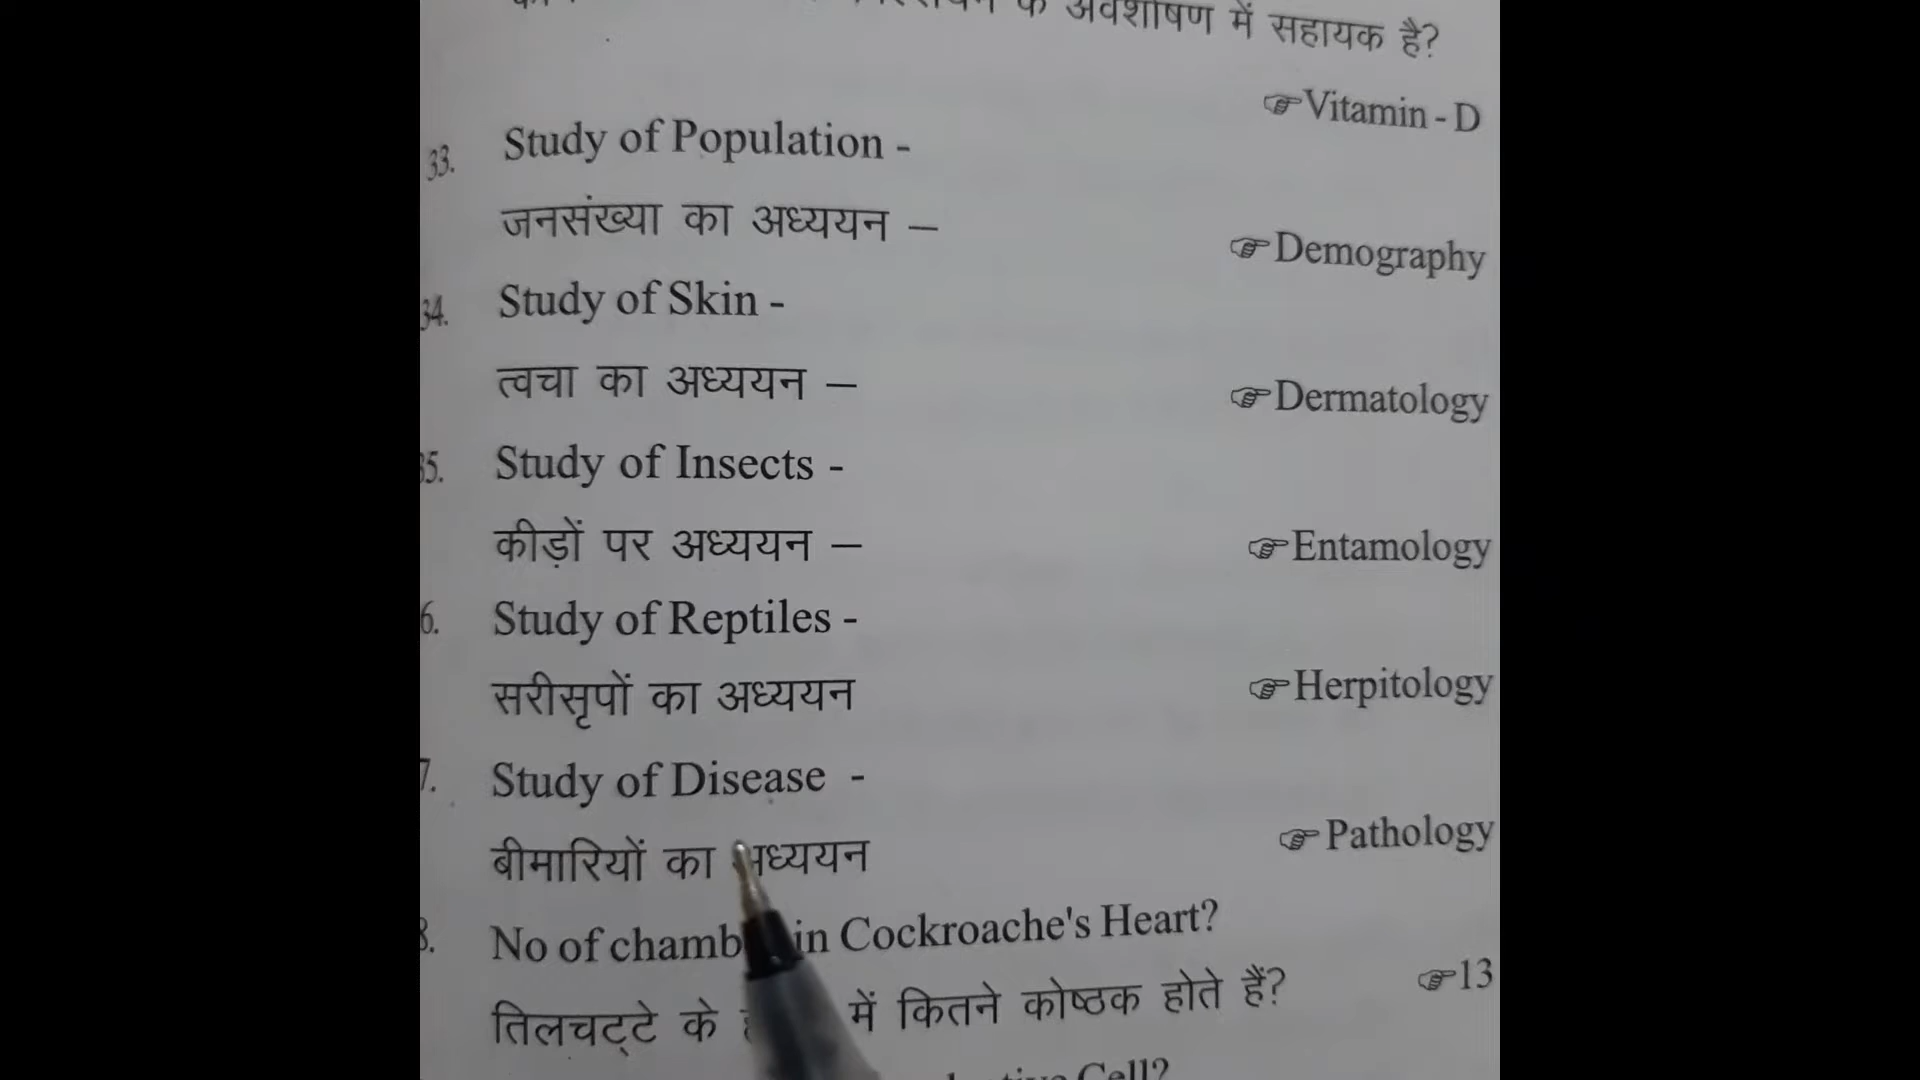 के अवशोषण में सहायक है?
☞Vitamin - D
33. Study of Population -
जनसंख्या का अध्ययन –
☞Demography
34. Study of Skin -
त्वचा का अध्ययन –
☞Dermatology
35. Study of Insects -
कीड़ों पर अध्ययन –
☞Entamology
6. Study of Reptiles -
सरीसृपों का अध्ययन
☞Herpitology
7. Study of Disease -
बीमारियों का अध्ययन
☞Pathology
8. No of chamb in Cockroache's Heart?
☞13
तिलचट्टे के में कितने कोष्ठक होते हैं?
Cell?